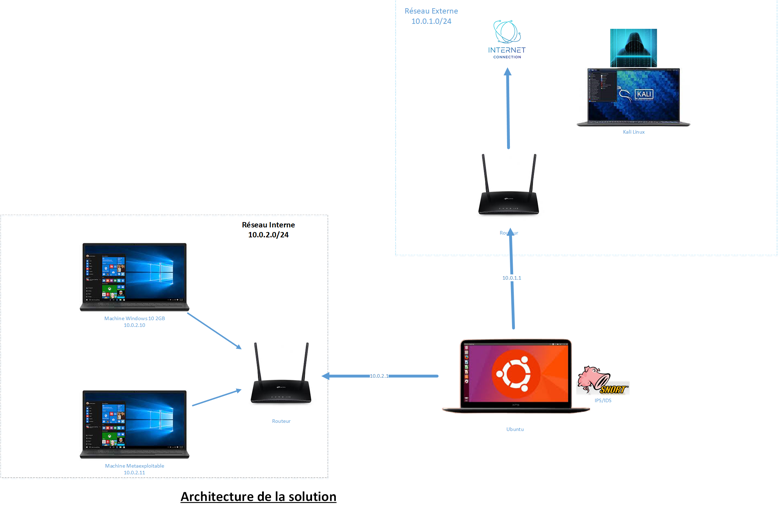 Réseau Externe
10.0.1.0/24
INTERNET
CONNECTION
KALI
Kali Linux
Routeur
10.0.1.1
Réseau Interne
10.0.2.0/24
Machine Windows 10 2GB
10.0.2.10
Routeur
10.0.2.1
SNORT
IPS/IDS
Ubuntu
Machine Metasploitable
10.0.2.11
Architecture de la solution